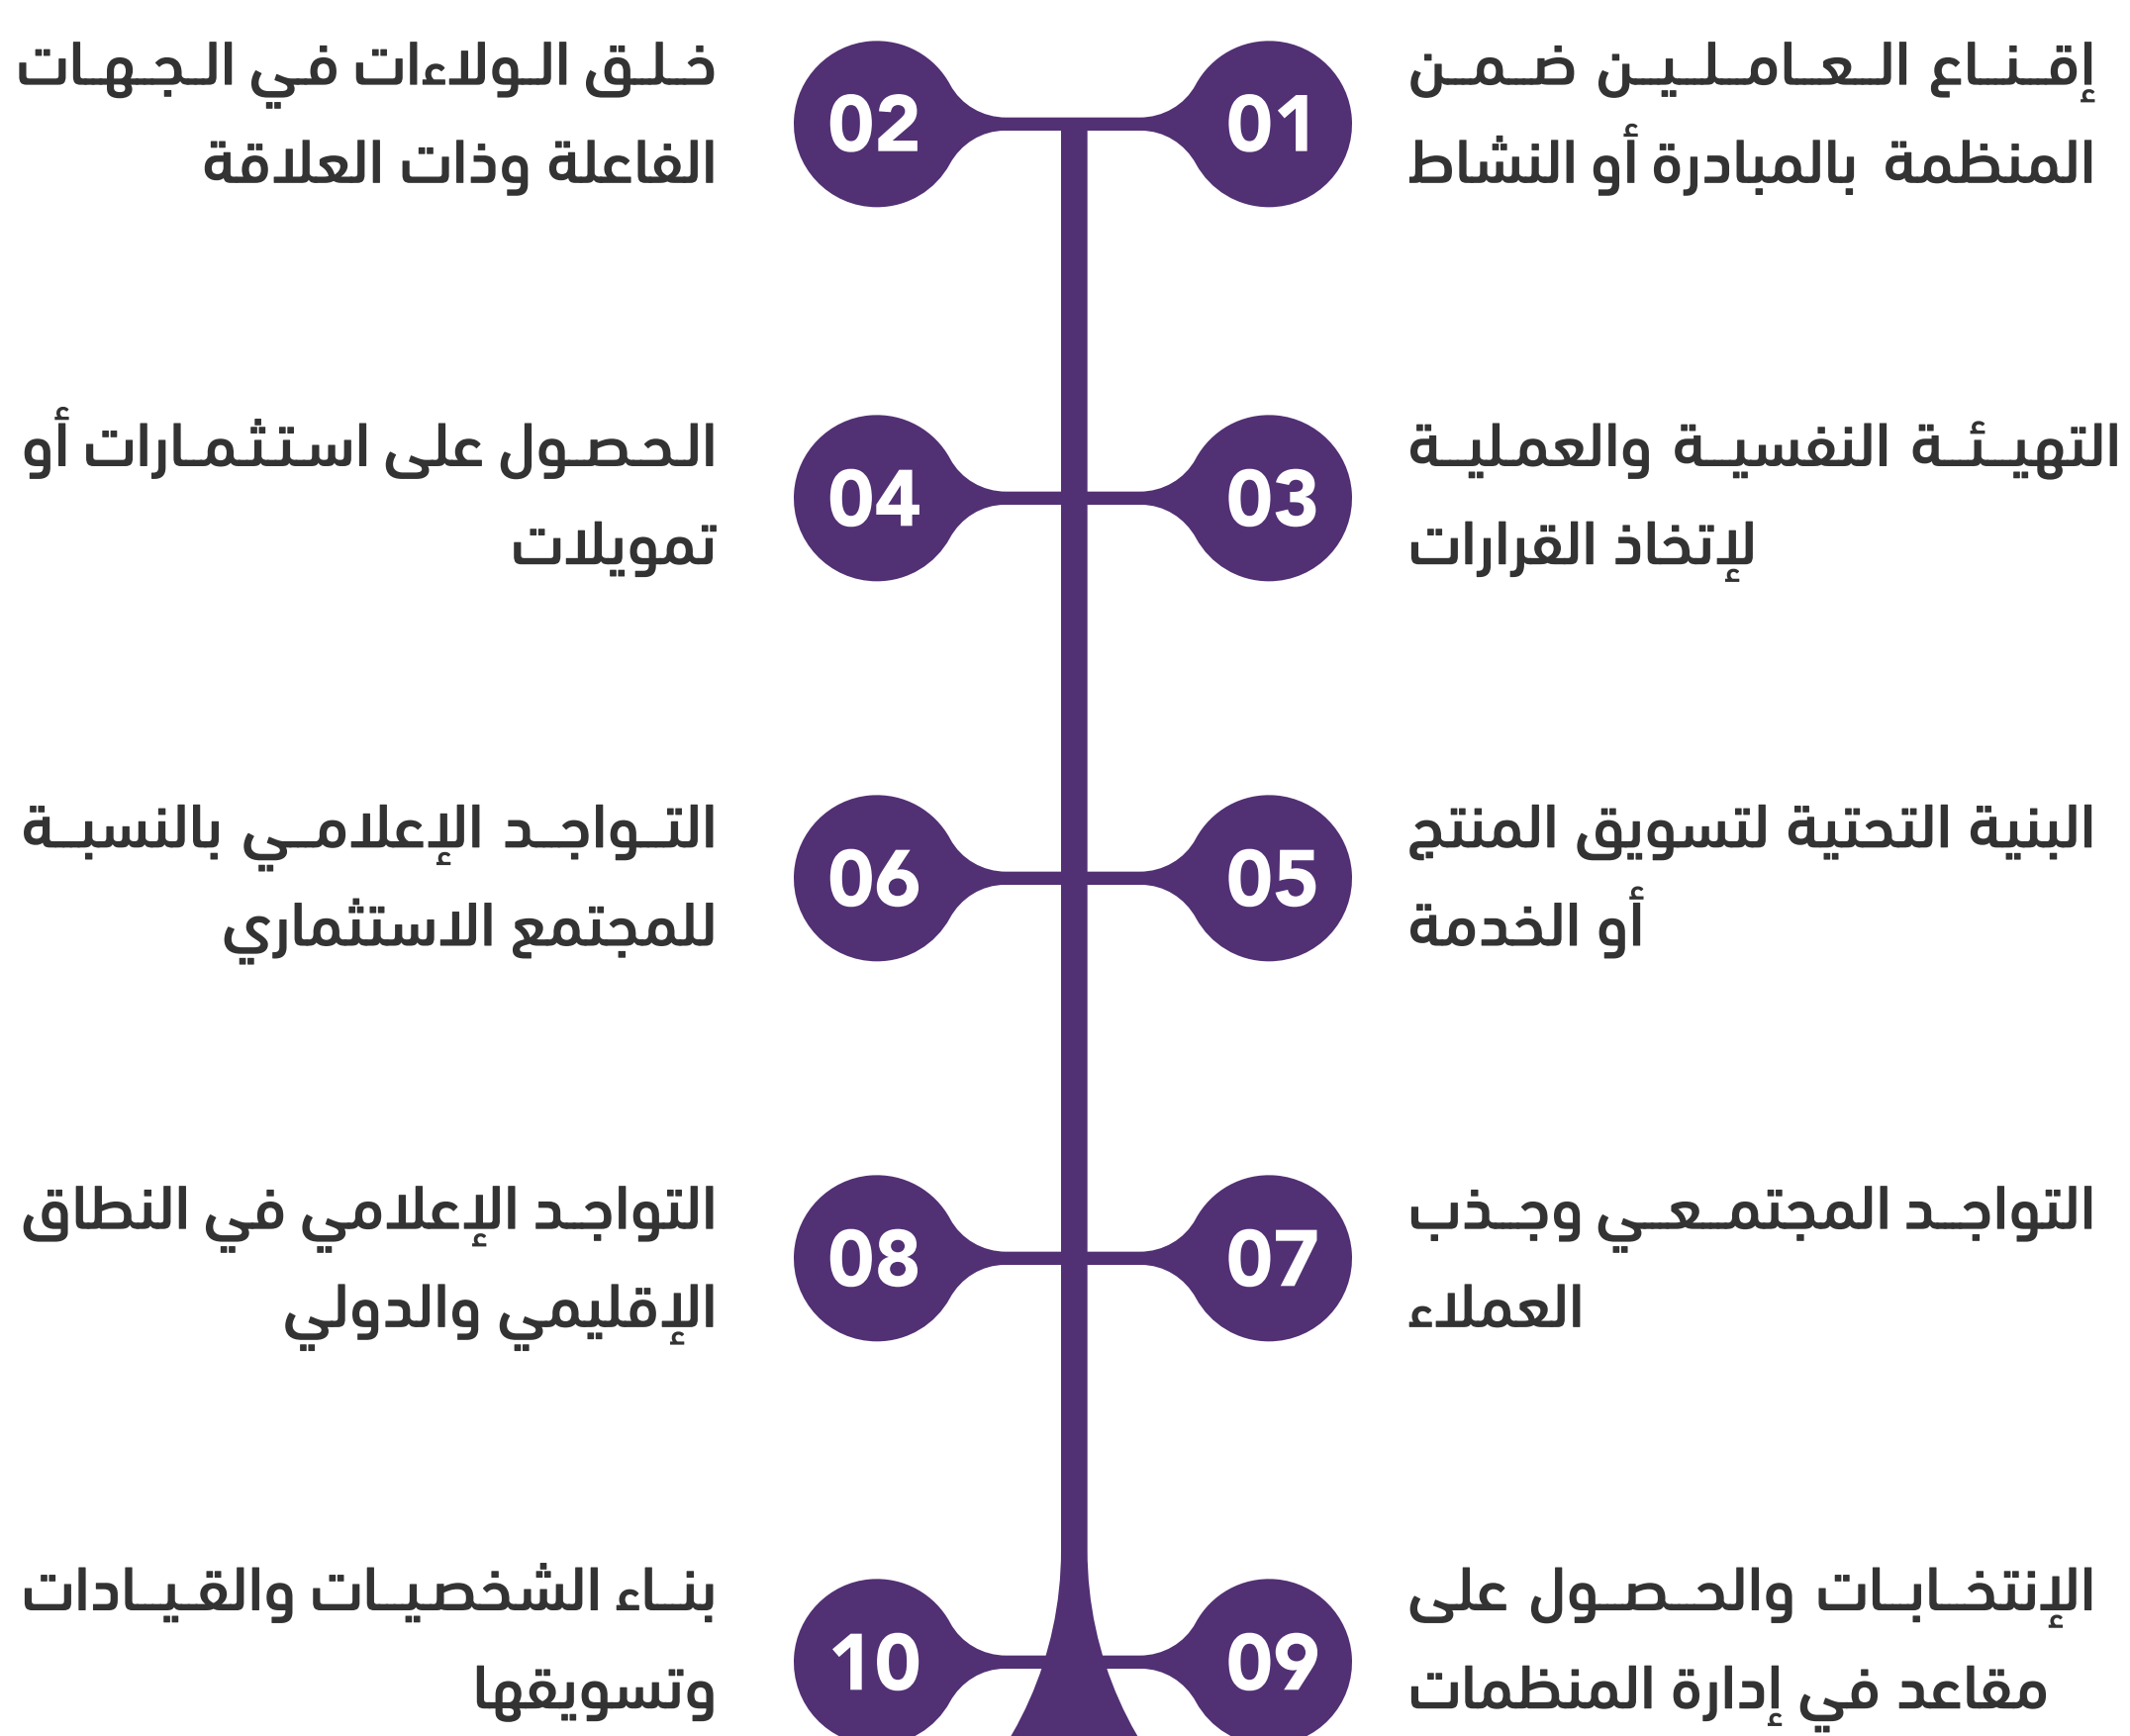 01
إقناع العاملين ضمن
المنظمة بالمبادرة أو النشاط
02
خلق الولاءات في الجهات
الفاعلة وذات العلاقة
03
التهيئة النفسية والعملية
لإتخاذ القرارات
04
الحصول على استثمارات أو
تمويلات
05
البنية التحتية لتسويق المنتج
أو الخدمة
06
التواجد الإعلامي بالنسبة
للمجتمع الاستثماري
07
التواجد المجتمعي وجذب
العملاء
08
التواجد الإعلامي في النطاق
الإقليمي والدولي
09
الإنتخابات والحصول على
مقاعد في إدارة المنظمات
10
بناء الشخصيات والقيادات
وتسويقها